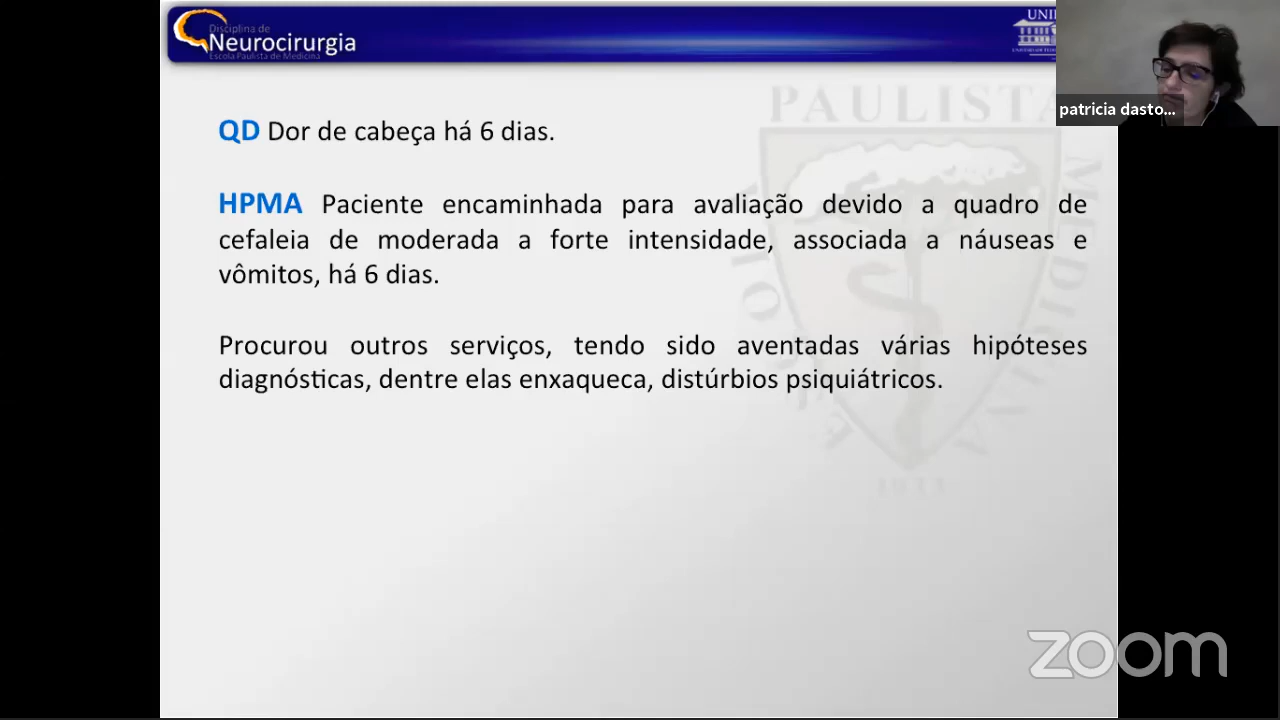 Disciplina de
Neurocirurgia
Escola Paulista de Medicina
UNI
patricia dasto...
PAULISTA
QD Dor de cabeça há 6 dias.
HPMA Paciente encaminhada para avaliação devido a quadro de
cefaleia de moderada a forte intensidade, associada a náuseas e
vômitos, há 6 dias.
Procurou outros serviços, tendo sido aventadas várias hipóteses
diagnósticas, dentre elas enxaqueca, distúrbios psiquiátricos.
1933
zoom